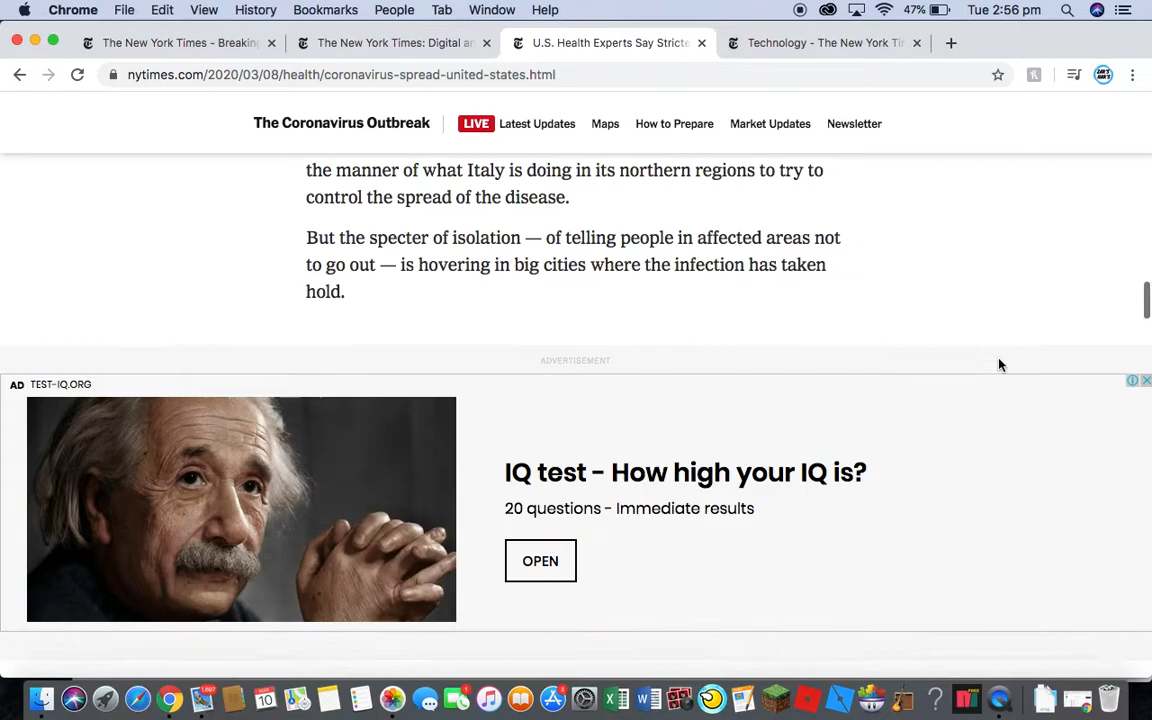 Chrome File Edit View History Bookmarks People Tab Window Help 47% Tue 2:56 pm
The New York Times - Breakin The New York Times: Digital an U.S. Health Experts Say Stricte Technology - The New York Tim
nytimes.com/2020/03/08/health/coronavirus-spread-united-states.html
The Coronavirus Outbreak LIVE Latest Updates Maps How to Prepare Market Updates Newsletter
the manner of what Italy is doing in its northern regions to try to
control the spread of the disease.
But the specter of isolation — of telling people in affected areas not
to go out — is hovering in big cities where the infection has taken
hold.
ADVERTISEMENT
AD TEST-IQ.ORG
IQ test - How high your IQ is?
20 questions - Immediate results
OPEN